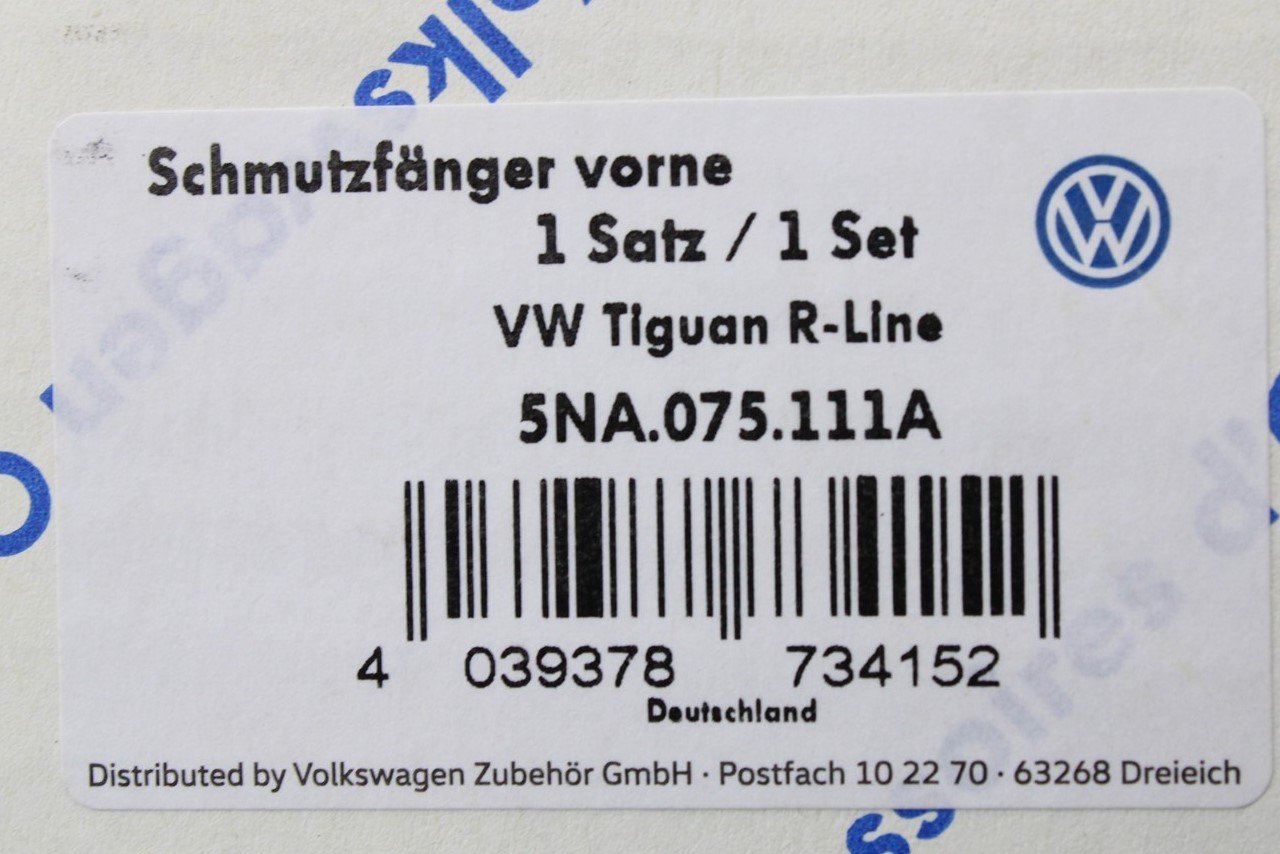 Volkswagen
Schmutzfänger vorne
1 Satz / 1 Set
VW Tiguan R-Line
5NA.075.111A
4 039378 734152
Deutschland
Distributed by Volkswagen Zubehör GmbH · Postfach 10 22 70 · 63268 Dreieich